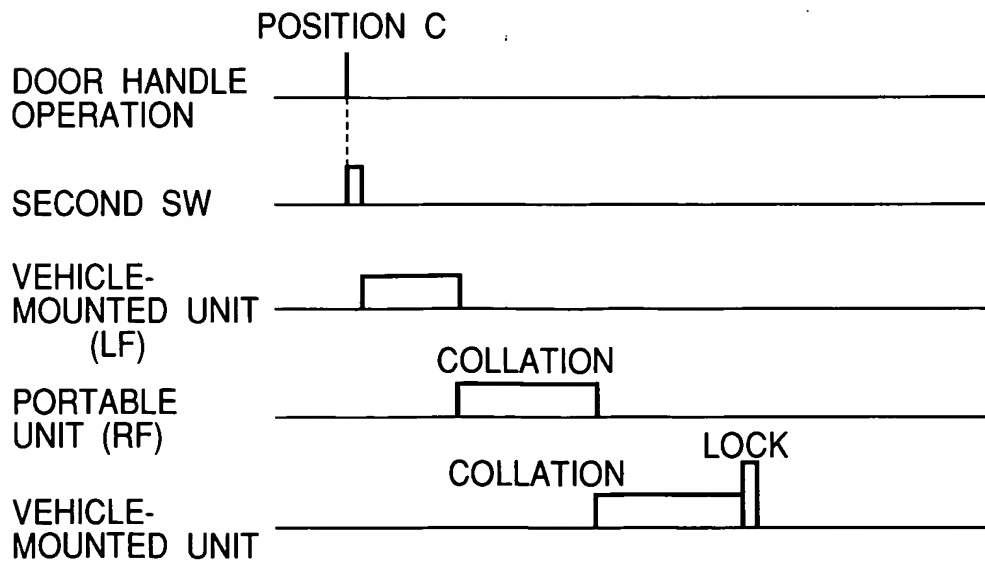 POSITION C
DOOR HANDLE
OPERATION
SECOND SW
VEHICLE-
MOUNTED UNIT
(LF)
COLLATION
PORTABLE
UNIT (RF)
LOCK
COLLATION
VEHICLE-
MOUNTED UNIT